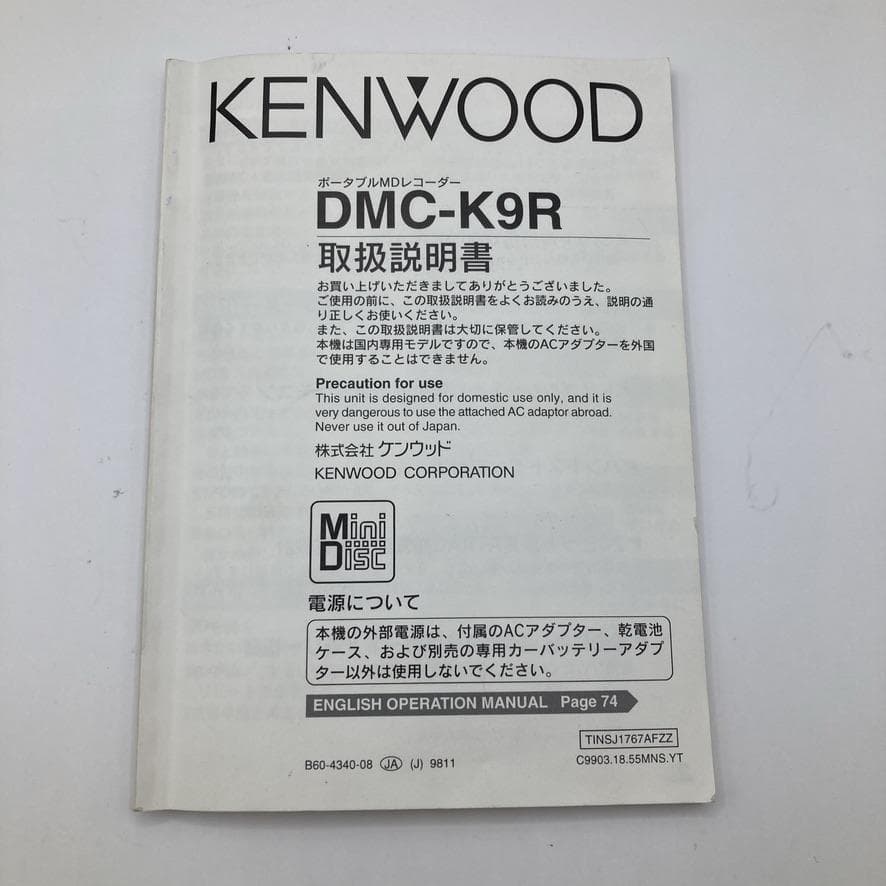 KENWOOD
ポータブルMDレコーダー
DMC-K9R
取扱説明書
お買い上げいただきましてありがとうございました。
ご使用の前に、この取扱説明書をよくお読みのうえ、説明の通
り正しくお使いください。
また、この取扱説明書は大切に保管してください。
本機は国内専用モデルですので、本機のACアダプターを外国
で使用することはできません。
Precaution for use
This unit is designed for domestic use only, and it is
very dangerous to use the attached AC adaptor abroad.
Never use it out of Japan.
株式会社 ケンウッド
KENWOOD CORPORATION
Mini
Disc
電源について
本機の外部電源は、付属のACアダプター、乾電池
ケース、および別売の専用カーバッテリーアダプ
ター以外は使用しないでください。
ENGLISH OPERATION MANUAL Page 74
TINSJ1767AFZZ
B60-4340-08 JA (J) 9811
C9903.18.55MNS.YT